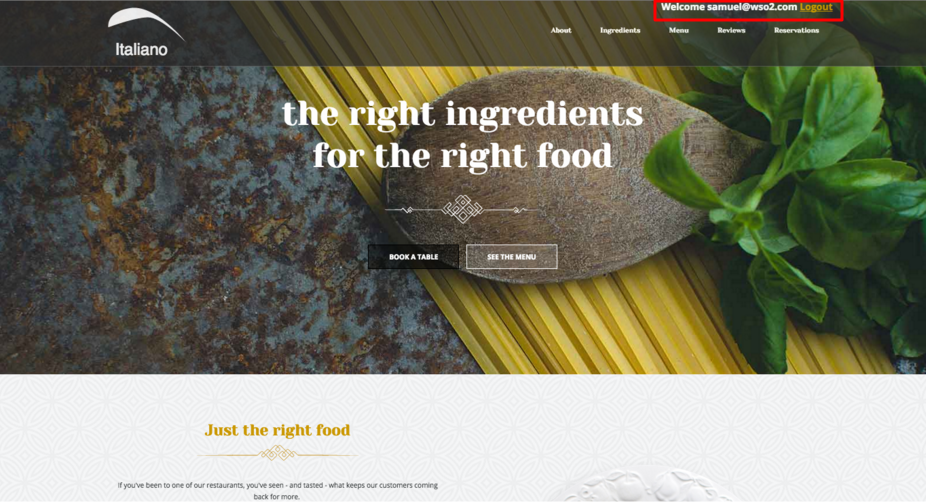 Welcome samuel@wso2.com Logout
Italiano
About Ingredients Menu Reviews Reservations
the right ingredients
for the right food
BOOK A TABLE SEE THE MENU
Just the right food
If you've been to one of our restaurants, you've seen - and tasted - what keeps our customers coming
back for more.